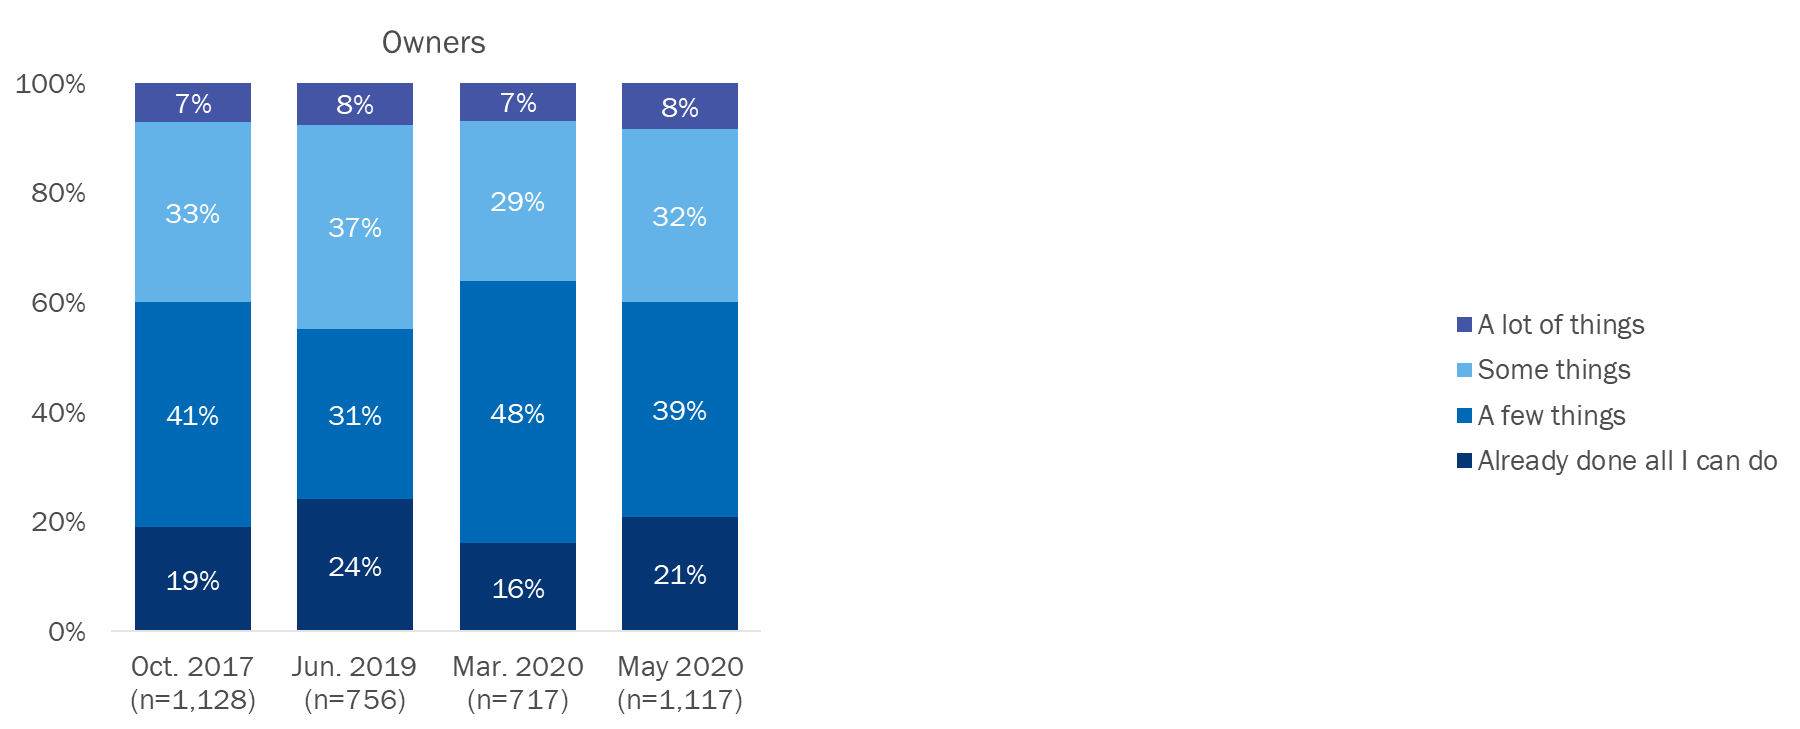 Owners
100%
80%
60%
40%
20%
0%
7%
8%
7%
8%
33%
37%
29%
32%
41%
31%
48%
39%
19%
24%
16%
21%
Oct. 2017
(n=1,128)
Jun. 2019
(n=756)
Mar. 2020
(n=717)
May 2020
(n=1,117)
A lot of things
Some things
A few things
Already done all I can do